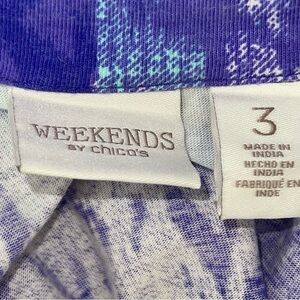 WEEKENDS
BY chico's
3
MADE IN
INDIA
HECHO EN
INDIA
FABRIQUÉ EN
INDE